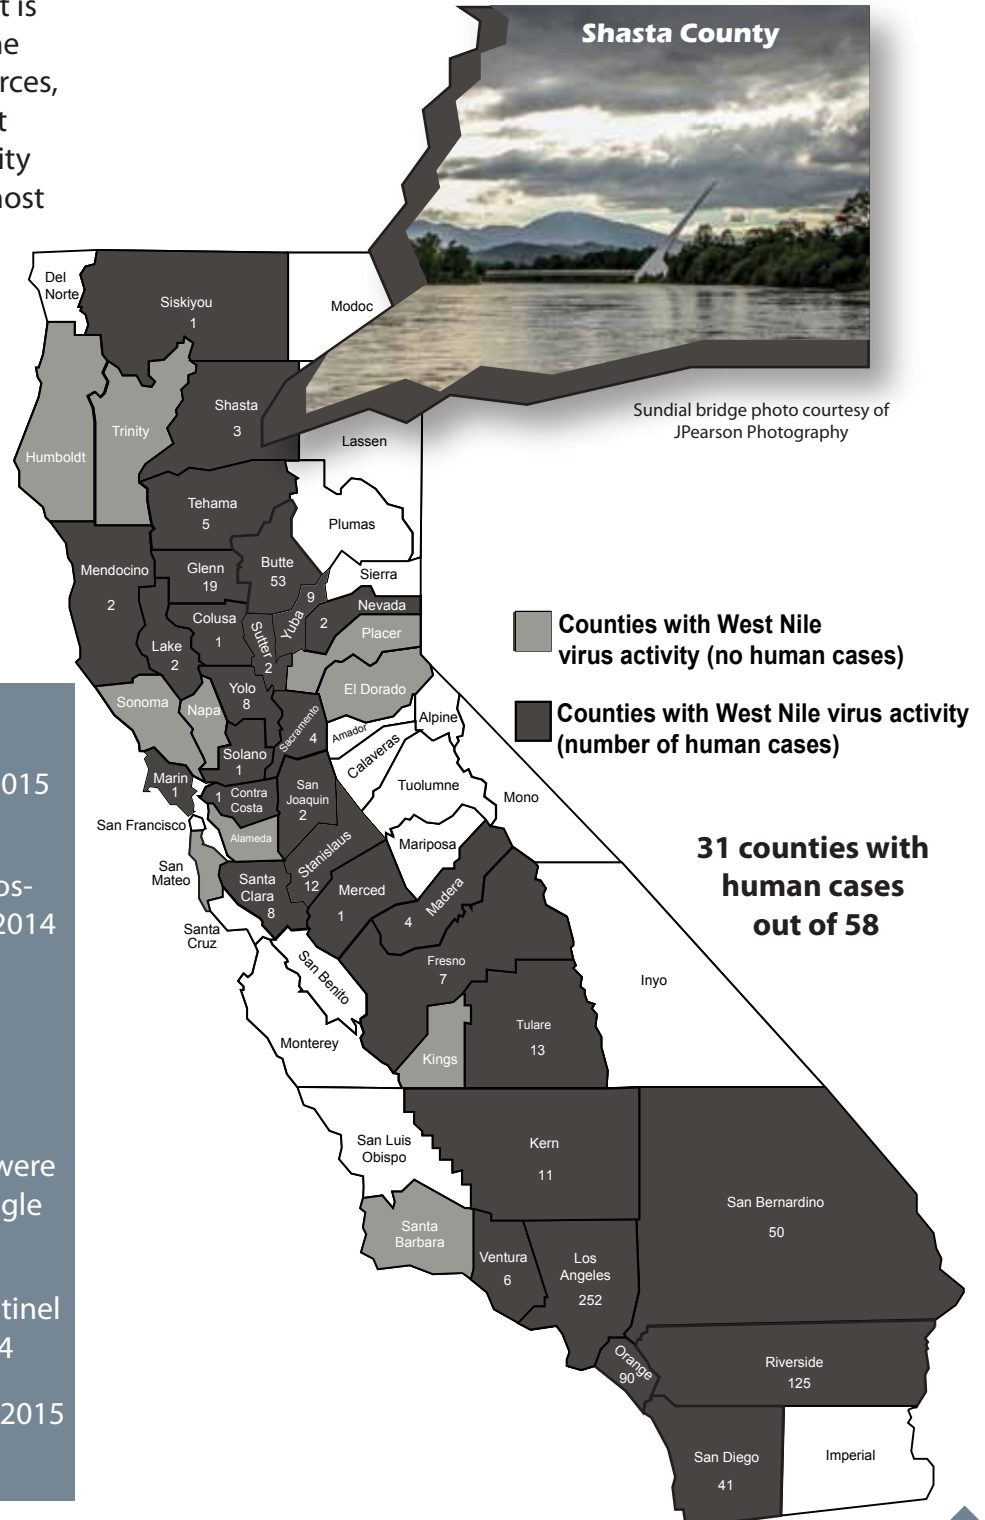 t is
ne
rces,
t
ity
nost
Shasta County
Sundial bridge photo courtesy of
JPearson Photography
Del
Norte
Siskiyou
1
Modoc
Shasta
3
Trinity
Humboldt
Lassen
Tehama
5
Plumas
Mendocino
2
Glenn
19
Butte
53
Sierra
9
Yuba
Nevada
2
Colusa
1
Sutter
2
Placer
Lake
2
Counties with West Nile
virus activity (no human cases)
Yolo
8
El Dorado
Sonoma
Napa
Sacramento
4
Amador
Alpine
Counties with West Nile virus activity
(number of human cases)
Calaveras
Solano
1
Marin
1
1 Contra
Costa
San
Joaquin
2
Tuolumne
Mono
San Francisco
Alameda
Stanislaus
12
Mariposa
31 counties with
human cases
out of 58
San
Mateo
Santa
Clara
8
Merced
1
Madera
4
Santa
Cruz
San Benito
Fresno
7
Inyo
Monterey
Kings
Tulare
13
San Luis
Obispo
Kern
11
San Bernardino
50
Santa
Barbara
Ventura
6
Los
Angeles
252
Orange
90
Riverside
125
San Diego
41
Imperial
015
os-
2014
were
gle
tinel
4
2015